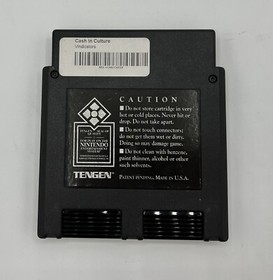 Cash In Culture
CAUTION
■ Do not store cartridge in very
hot or cold places. Never hit or
drop. Do not take apart.
■ Do not touch connectors;
do not get them wet or dirty.
Doing so may damage game.
■ Do not clean with benzene,
paint thinner, alcohol or other
such solvents.
NINTENDO
TENGEN
PATENT PENDING, MADE IN U.S.A.